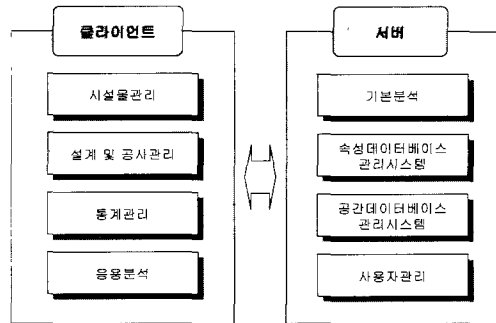 클라이언트
시설물관리
설계 및 공사관리
통계관리
응용분석
서버
기본분석
속성데이터베이스
관리시스템
공간데이터베이스
관리시스템
사용자관리